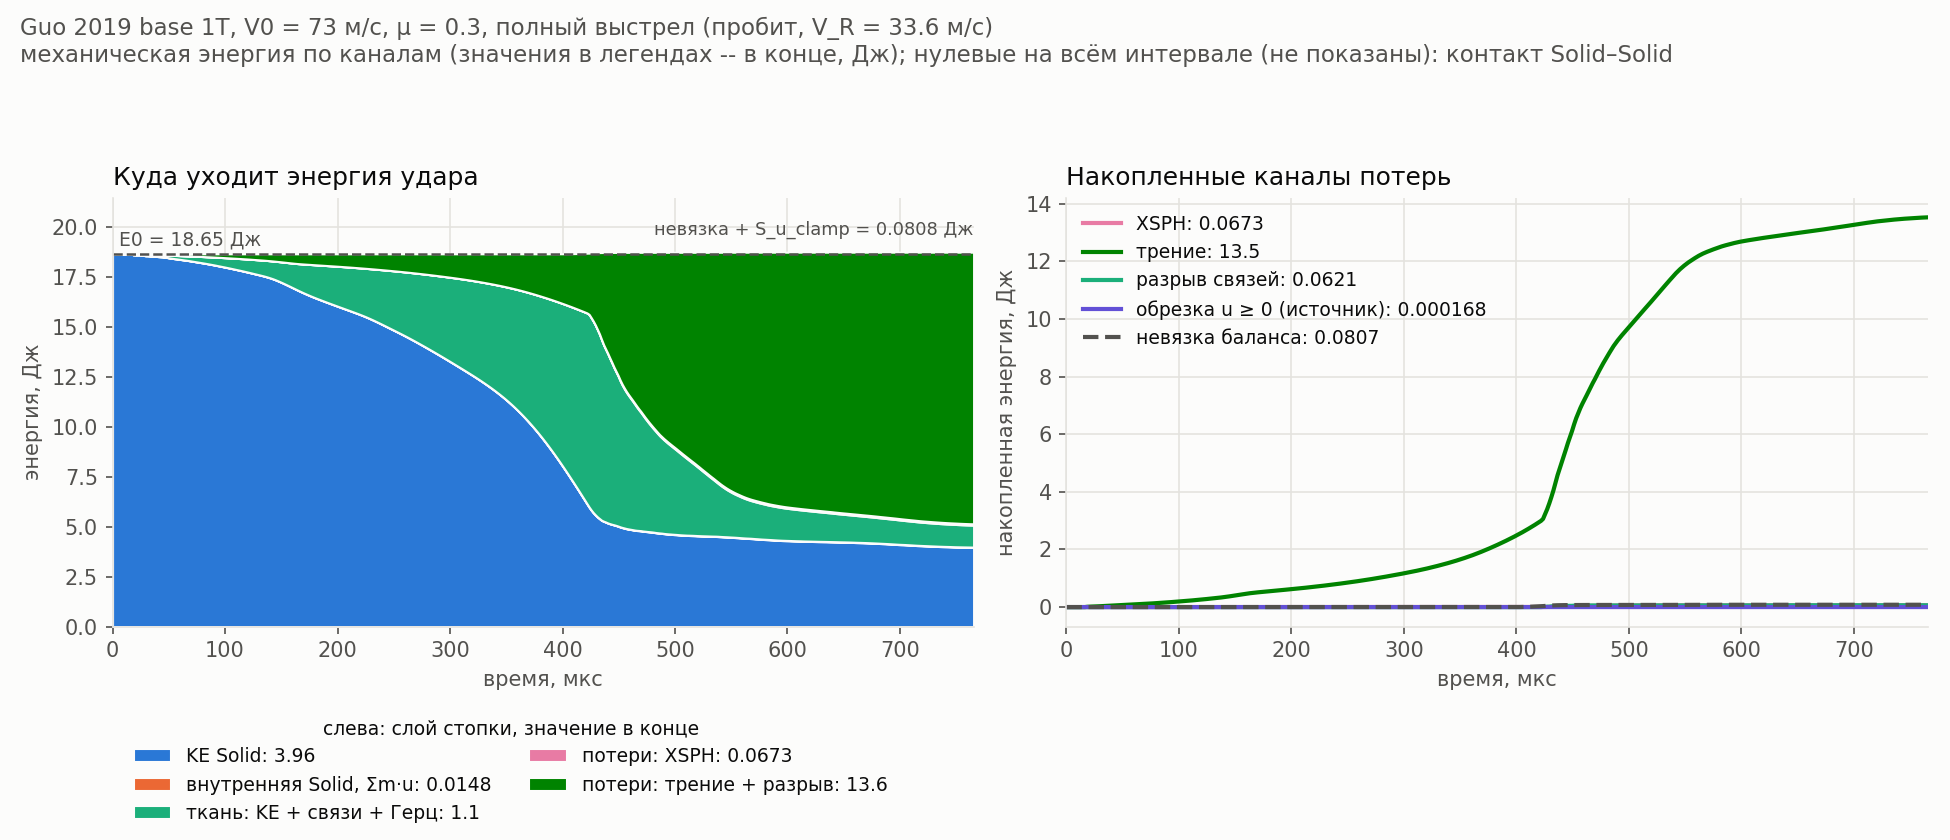 Guo 2019 base 1T, V0 = 73 м/с, μ = 0.3, полный выстрел (пробит, V_R = 33.6 м/с)
механическая энергия по каналам (значения в легендах -- в конце, Дж); нулевые на всём интервале (не показаны): контакт Solid–Solid
Куда уходит энергия удара
E0 = 18.65 Дж
невязка + S_u_clamp = 0.0808 Дж
энергия, Дж
20.0
17.5
15.0
12.5
10.0
7.5
5.0
2.5
0.0
0 100 200 300 400 500 600 700
время, мкс
Накопленные каналы потерь
накопленная энергия, Дж
14
12
10
8
6
4
2
0
XSPH: 0.0673
трение: 13.5
разрыв связей: 0.0621
обрезка u ≥ 0 (источник): 0.000168
невязка баланса: 0.0807
0 100 200 300 400 500 600 700
время, мкс
слева: слой стопки, значение в конце
KE Solid: 3.96
внутренняя Solid, Σm·u: 0.0148
ткань: KE + связи + Герц: 1.1
потери: XSPH: 0.0673
потери: трение + разрыв: 13.6